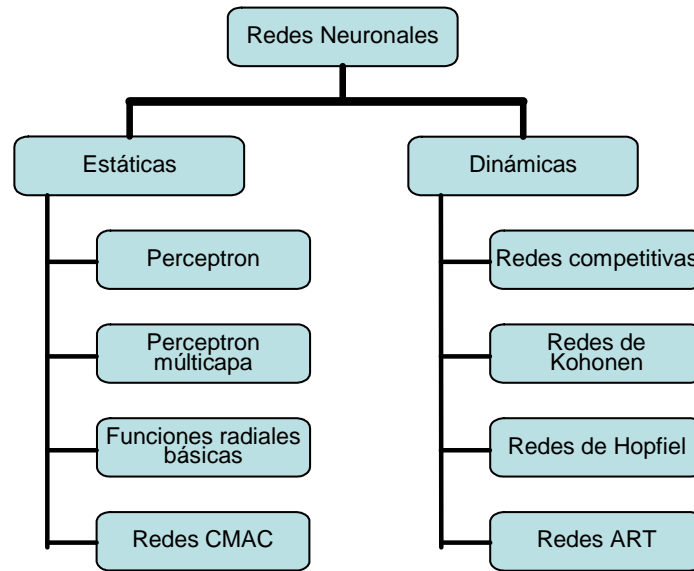 Redes Neuronales
Estáticas
Perceptron
Perceptron
múlticapa
Funciones radiales
básicas
Redes CMAC
Dinámicas
Redes competitivas
Redes de
Kohonen
Redes de Hopfiel
Redes ART